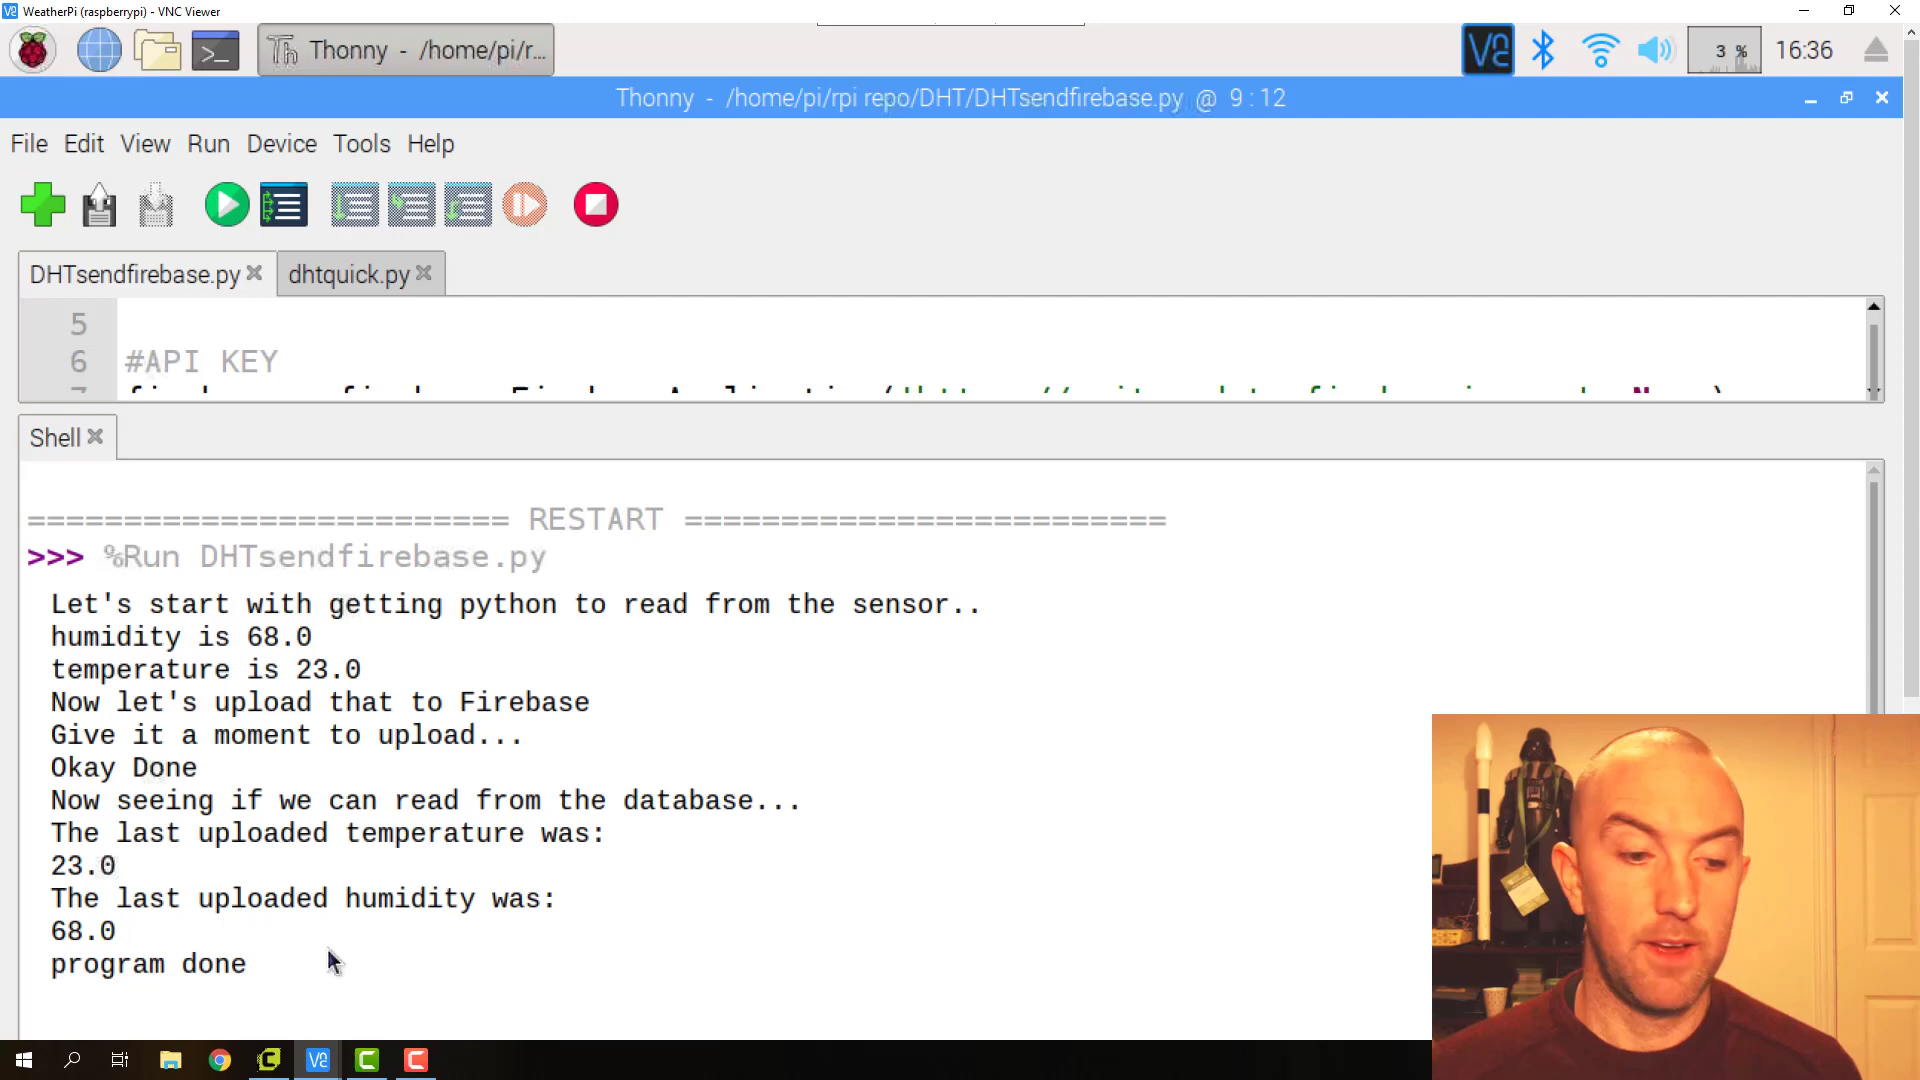 WeatherPi (raspberrypi) - VNC Viewer
Thonny - /home/pi/r...
3 %
16:36
Thonny - /home/pi/rpi repo/DHT/DHTsendfirebase.py @ 9:12
File Edit View Run Device Tools Help
DHTsendfirebase.py
dhtquick.py
5
6 #API KEY
Shell
========================= RESTART =========================
>>> %Run DHTsendfirebase.py
Let's start with getting python to read from the sensor..
humidity is 68.0
temperature is 23.0
Now let's upload that to Firebase
Give it a moment to upload...
Okay Done
Now seeing if we can read from the database...
The last uploaded temperature was:
23.0
The last uploaded humidity was:
68.0
program done